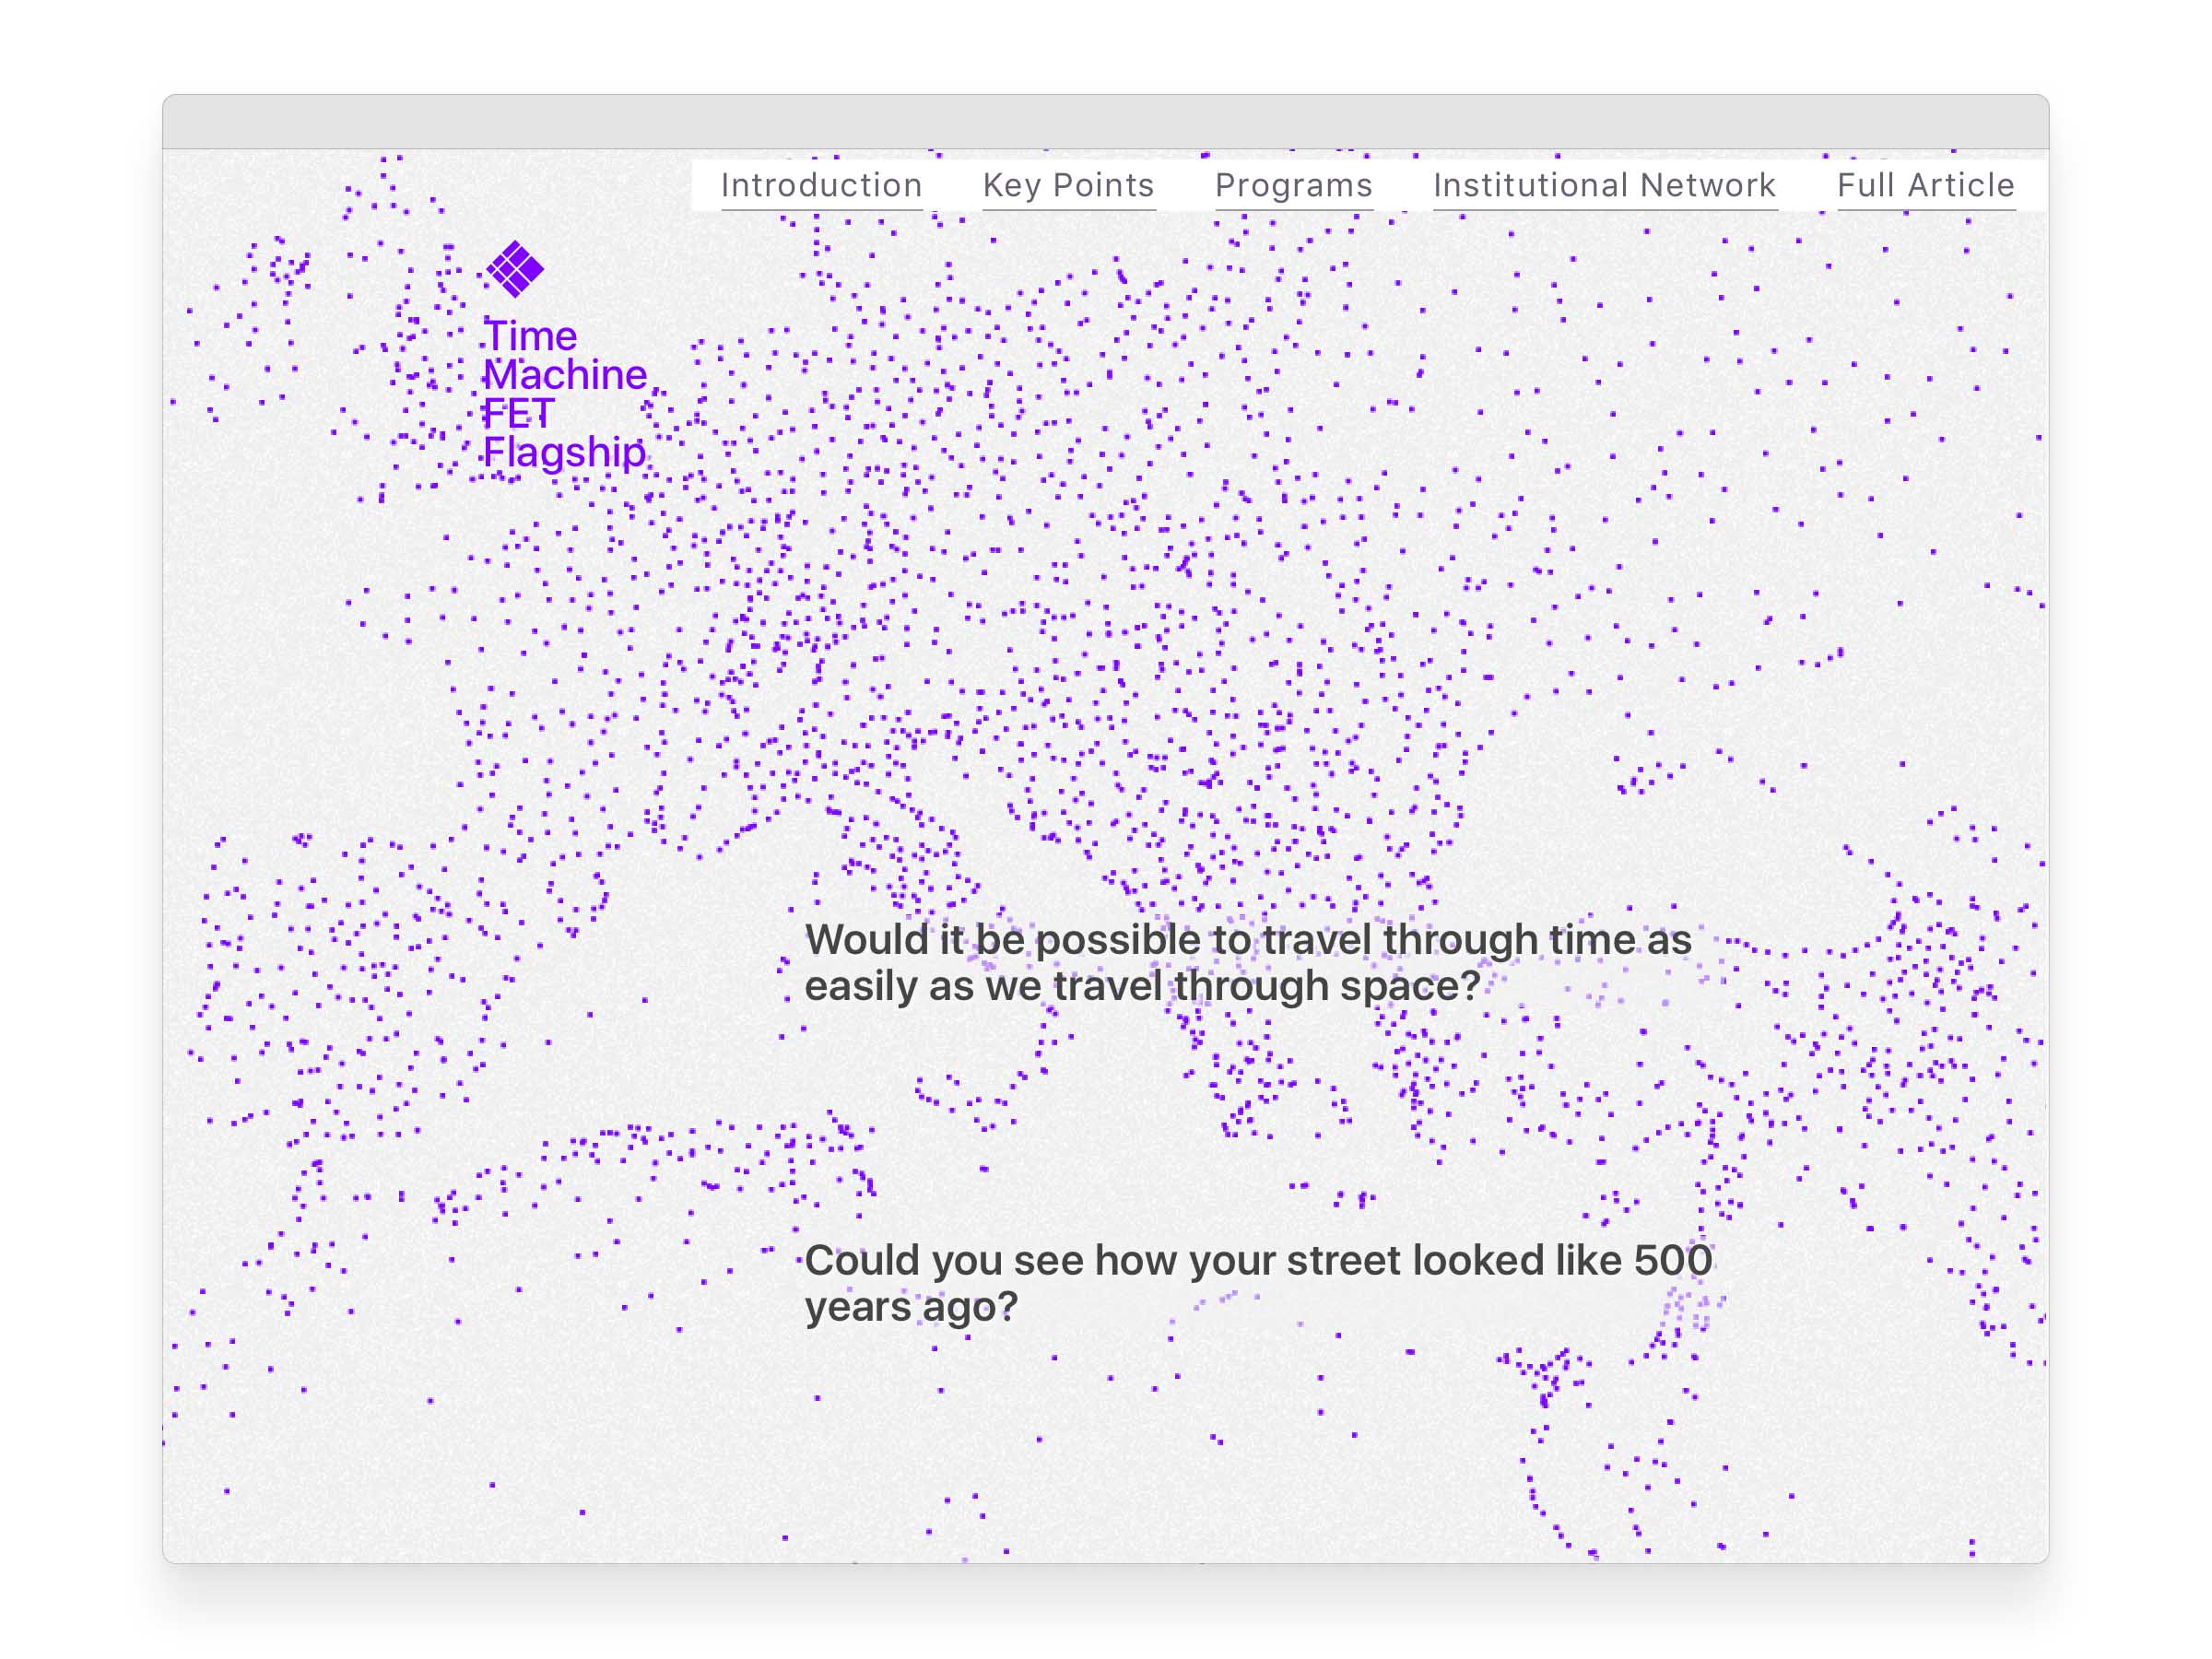 Introduction Key Points Programs Institutional Network Full Article
Time
Machine
FET
Flagship
Would it be possible to travel through time as
easily as we travel through space?
Could you see how your street looked like 500
years ago?